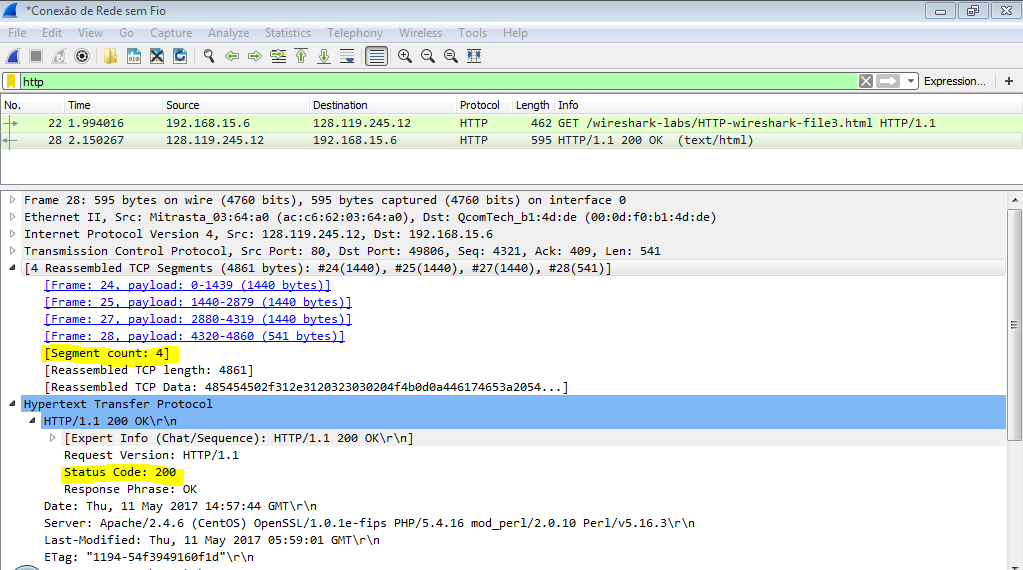 *Conexão de Rede sem Fio
File Edit View Go Capture Analyze Statistics Telephony Wireless Tools Help
http Expression... +
No. Time Source Destination Protocol Length Info
22 1.994016 192.168.15.6 128.119.245.12 HTTP 462 GET /wireshark-labs/HTTP-wireshark-file3.html HTTP/1.1
28 2.150267 128.119.245.12 192.168.15.6 HTTP 595 HTTP/1.1 200 OK (text/html)
Frame 28: 595 bytes on wire (4760 bits), 595 bytes captured (4760 bits) on interface 0
Ethernet II, Src: Mitrasta_03:64:a0 (ac:c6:62:03:64:a0), Dst: QcomTech_b1:4d:de (00:0d:f0:b1:4d:de)
Internet Protocol Version 4, Src: 128.119.245.12, Dst: 192.168.15.6
Transmission Control Protocol, Src Port: 80, Dst Port: 49806, Seq: 4321, Ack: 409, Len: 541
[4 Reassembled TCP Segments (4861 bytes): #24(1440), #25(1440), #27(1440), #28(541)]
[Frame: 24, payload: 0-1439 (1440 bytes)]
[Frame: 25, payload: 1440-2879 (1440 bytes)]
[Frame: 27, payload: 2880-4319 (1440 bytes)]
[Frame: 28, payload: 4320-4860 (541 bytes)]
[Segment count: 4]
[Reassembled TCP length: 4861]
[Reassembled TCP Data: 485454502f312e3120323030204f4b0d0a446174653a2054...]
Hypertext Transfer Protocol
HTTP/1.1 200 OK\r\n
[Expert Info (Chat/Sequence): HTTP/1.1 200 OK\r\n]
Request Version: HTTP/1.1
Status Code: 200
Response Phrase: OK
Date: Thu, 11 May 2017 14:57:44 GMT\r\n
Server: Apache/2.4.6 (CentOS) OpenSSL/1.0.1e-fips PHP/5.4.16 mod_perl/2.0.10 Perl/v5.16.3\r\n
Last-Modified: Thu, 11 May 2017 05:59:01 GMT\r\n
ETag: "1194-54f3949160f1d"\r\n